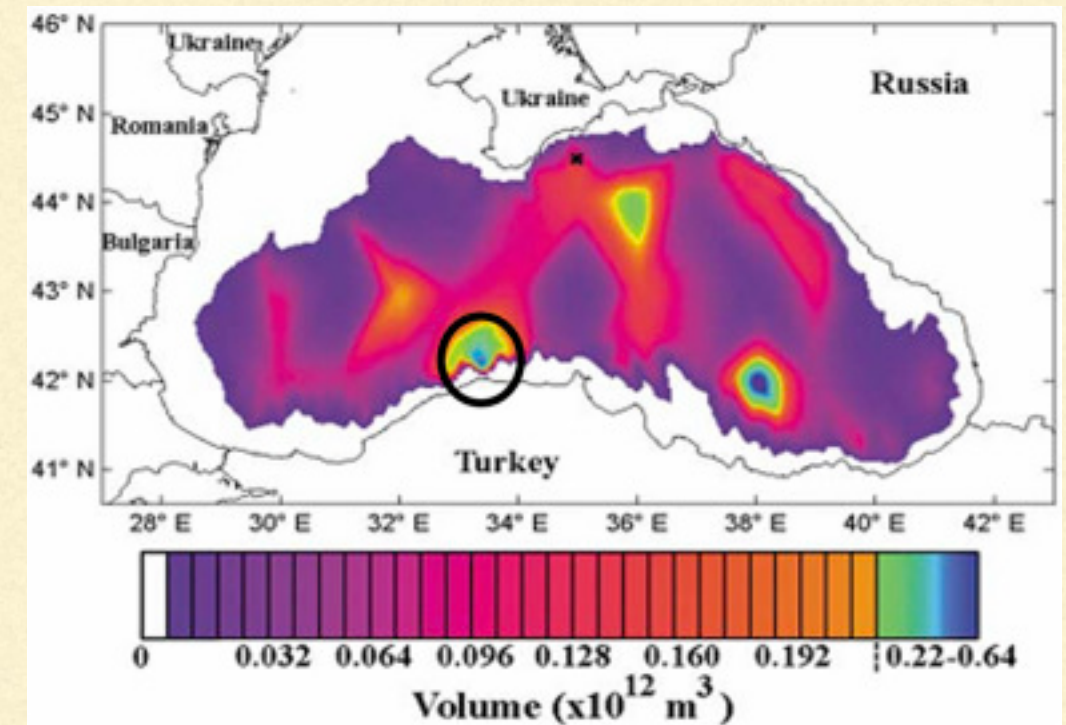 46° N
Ukraine
Russia
45° N
Ukraine
Romania
44° N
Bulgaria
43° N
42° N
41° N
Turkey
28° E 30° E 32° E 34° E 36° E 38° E 40° E 42° E
0 0.032 0.064 0.096 0.128 0.160 0.192 0.22-0.64
Volume (x10¹² m³)